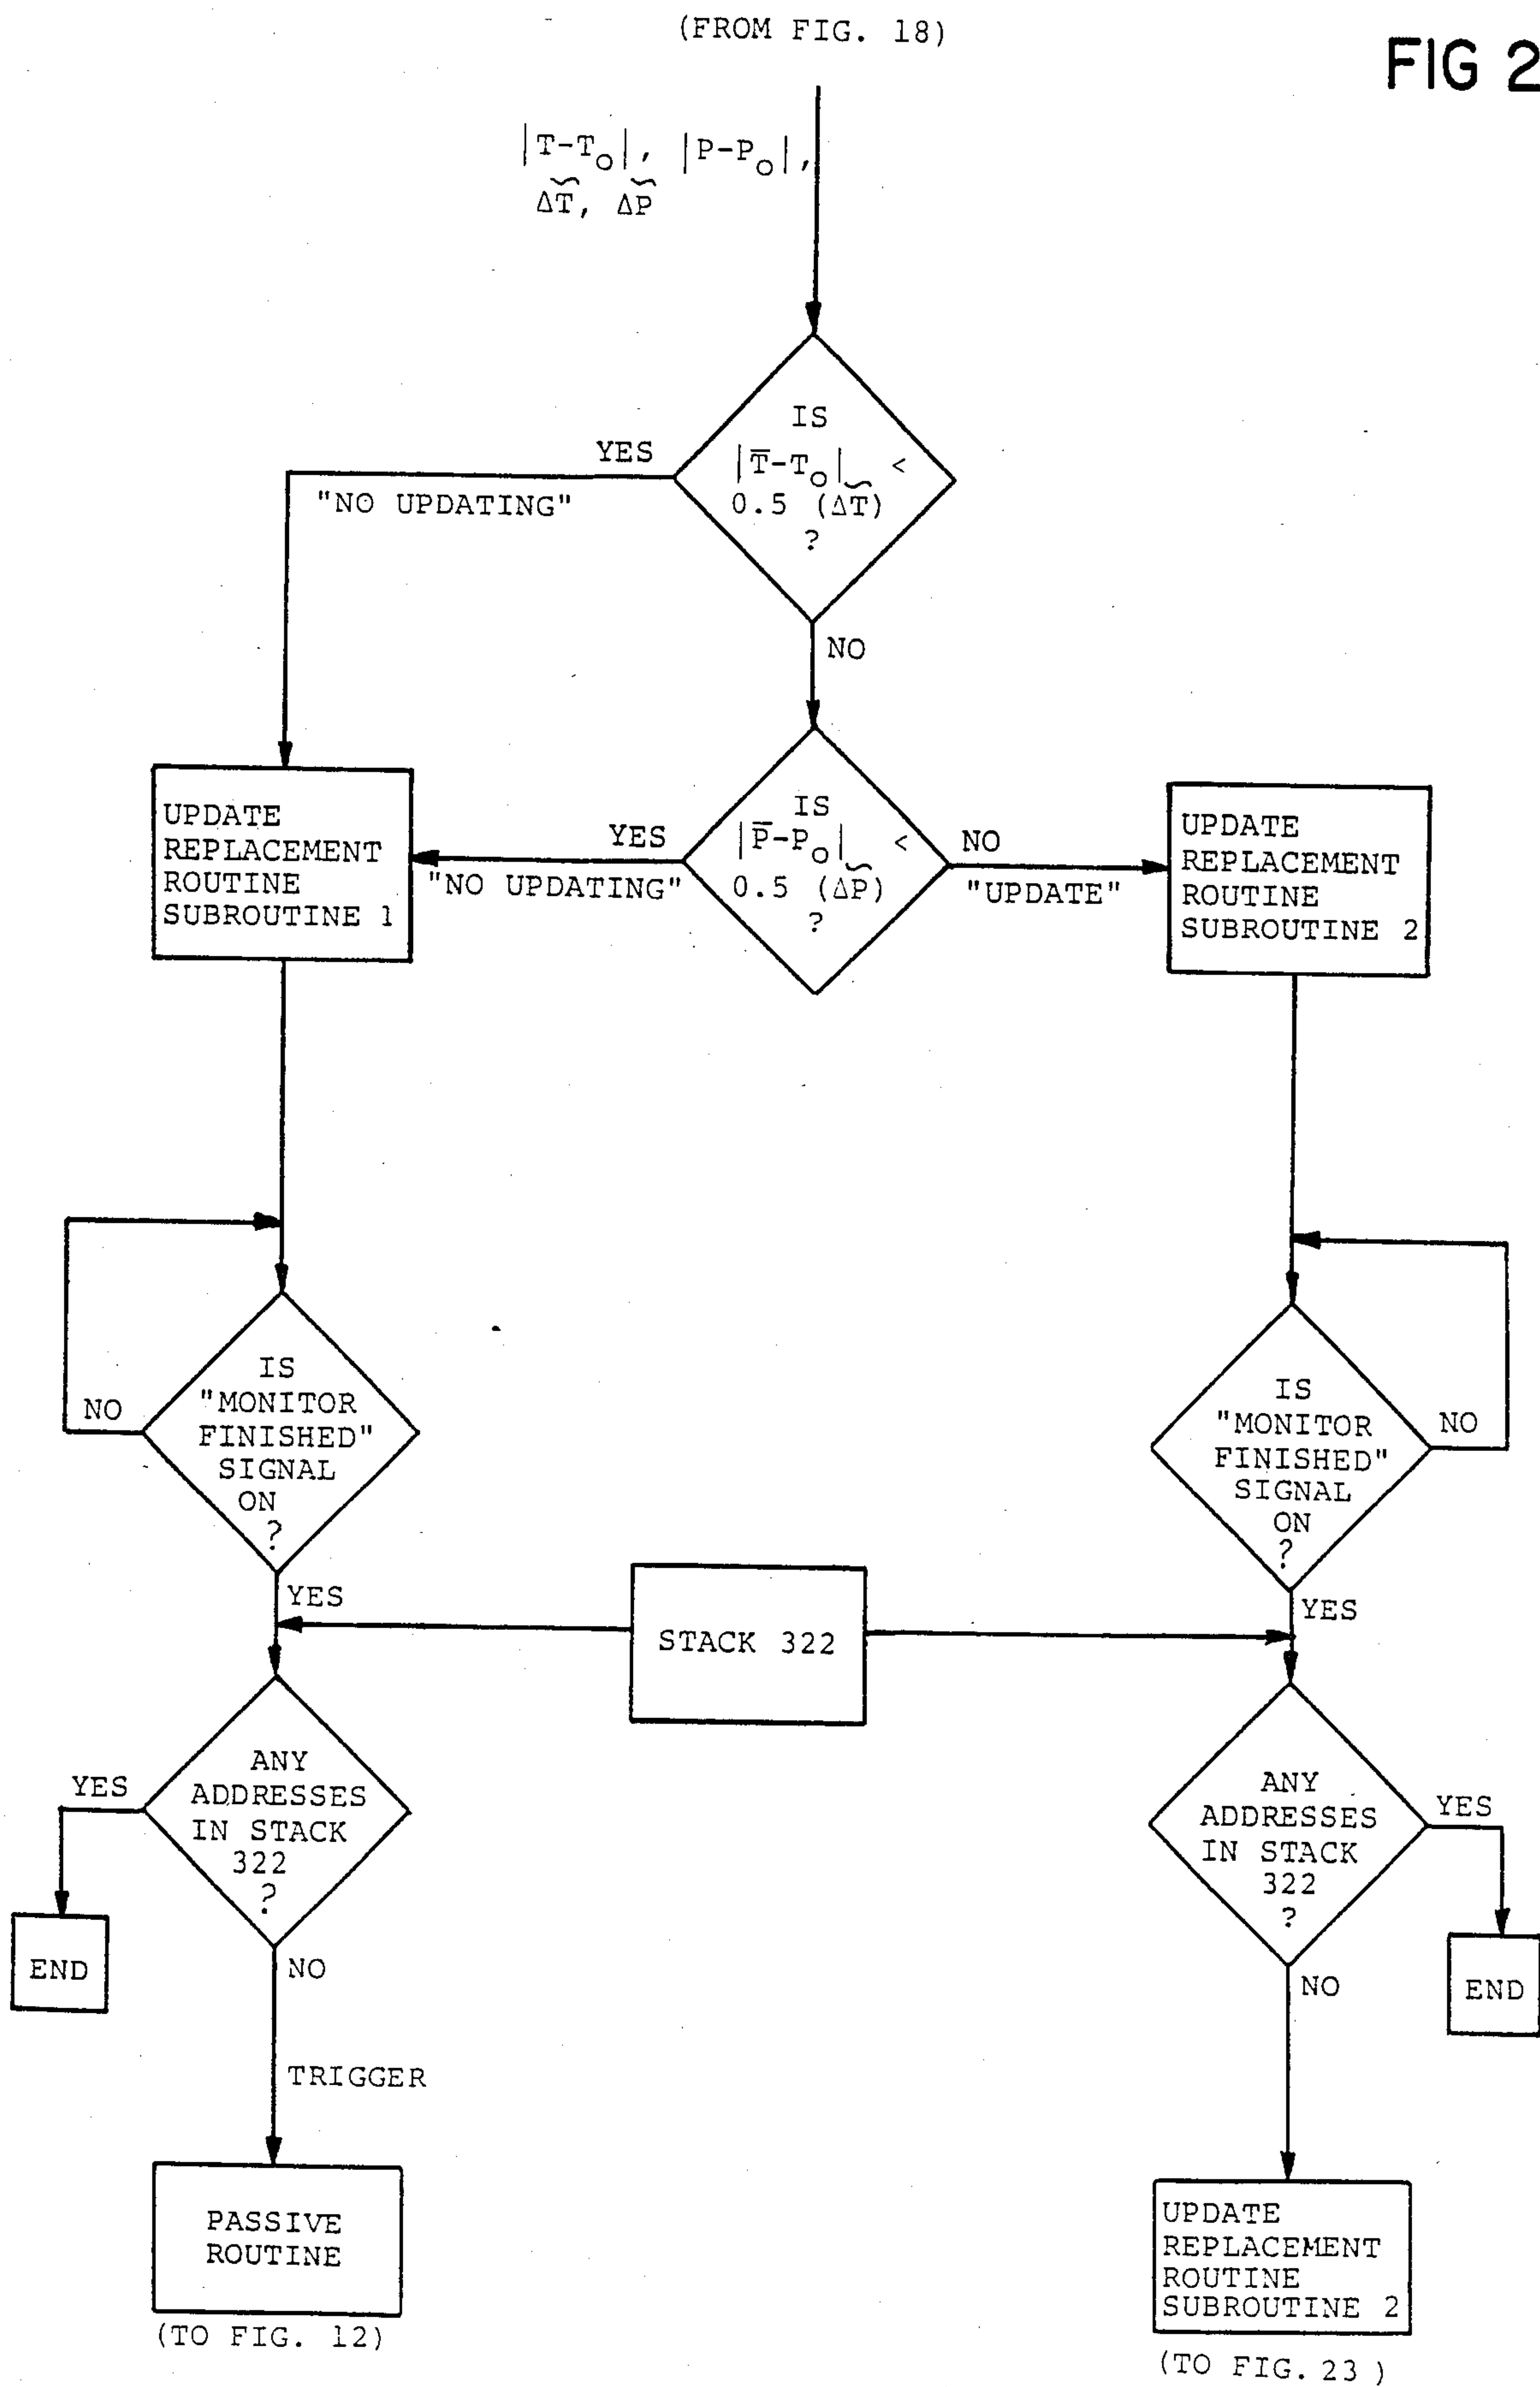 (FROM FIG. 18)
FIG 2
|T-To|, |P-Po|,
ΔT, ΔP
IS
|T̅-To| <
0.5 (ΔT)
?
YES
"NO UPDATING"
NO
IS
|P̅-Po| <
0.5 (ΔP)
?
YES
"NO UPDATING"
NO
"UPDATE"
UPDATE
REPLACEMENT
ROUTINE
SUBROUTINE 1
UPDATE
REPLACEMENT
ROUTINE
SUBROUTINE 2
IS
"MONITOR
FINISHED"
SIGNAL
ON
?
NO
YES
IS
"MONITOR
FINISHED"
SIGNAL
ON
?
NO
YES
STACK 322
ANY
ADDRESSES
IN STACK
322
?
YES
END
NO
TRIGGER
ANY
ADDRESSES
IN STACK
322
?
YES
END
NO
PASSIVE
ROUTINE
(TO FIG. 12)
UPDATE
REPLACEMENT
ROUTINE
SUBROUTINE 2
(TO FIG. 23 )